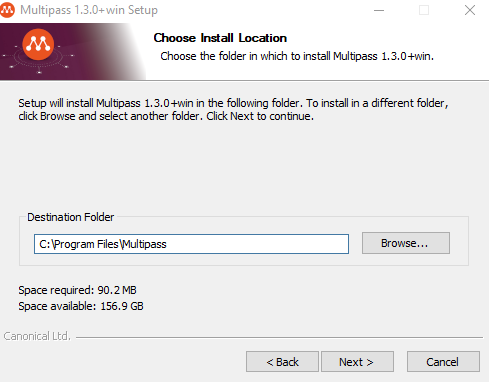 Multipass 1.3.0+win Setup
Choose Install Location
Choose the folder in which to install Multipass 1.3.0+win.
Setup will install Multipass 1.3.0+win in the following folder. To install in a different folder,
click Browse and select another folder. Click Next to continue.
Destination Folder
C:\Program Files\Multipass
Browse...
Space required: 90.2 MB
Space available: 156.9 GB
Canonical Ltd.
< Back Next > Cancel